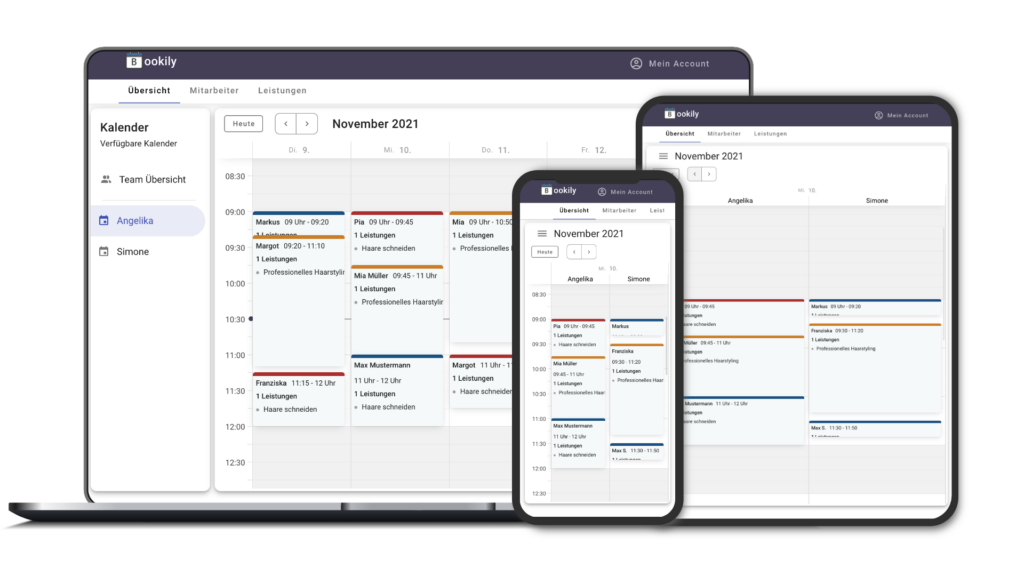 Bookily
Mein Account
Übersicht Mitarbeiter Leistungen
Kalender
Verfügbare Kalender
Team Übersicht
Angelika
Simone
Heute
November 2021
Di. 9. Mi. 10. Do. 11. Fr. 12.
08:30
09:00
09:30
10:00
10:30
11:00
11:30
12:00
12:30
Markus 09 Uhr - 09:20
1 Leistungen
Margot 09:20 - 11:10
1 Leistungen
Professionelles Haarstylin
Franziska 11:15 - 12 Uhr
1 Leistungen
Haare schneiden
Pia 09 Uhr - 09:45
1 Leistungen
Haare schneiden
Mia Müller 09:45 - 11 Uhr
1 Leistungen
Professionelles Haarstylin
Max Mustermann
11 Uhr - 12 Uhr
1 Leistungen
Haare schneiden
Mia 09 Uhr - 10:50
1 Leistungen
Professionelles
Margot 11 Uhr - 1
1 Leistungen
Haare schneiden
Bookily
Mein Account
Übersicht Mitarbeiter Leist
November 2021
Heute
Mi. 10.
Angelika Simone
08:30
09:00
09:30
10:00
10:30
11:00
11:30
12:00
12:30
Pia 09 Uhr - 09:45
1 Leistungen
Haare schneiden
Mia Müller
09:45 - 11 Uhr
1 Leistungen
Professionelles Haar
Max Mustermann
11 Uhr - 12 Uhr
1 Leistungen
Haare schneiden
Markus
Franziska
09:30 - 11:20
1 Leistungen
Professionelles Haar
Max S. 11:30 - 11:50
1 Leistungen
Bookily
Mein Account
Übersicht Mitarbeiter Leistungen
November 2021
Mi. 10.
Angelika Simone
09 Uhr - 09:45
stungen
aare schneiden
Müller 09:45 - 11 Uhr
stungen
ofessionelles Haarstyling
Mustermann 11 Uhr - 12 Uhr
stungen
aare schneiden
Markus 09 Uhr - 09:20
1 Leistungen
Franziska 09:30 - 11:20
1 Leistungen
Professionelles Haarstyling
Max S. 11:30 - 11:50
1 Leistungen